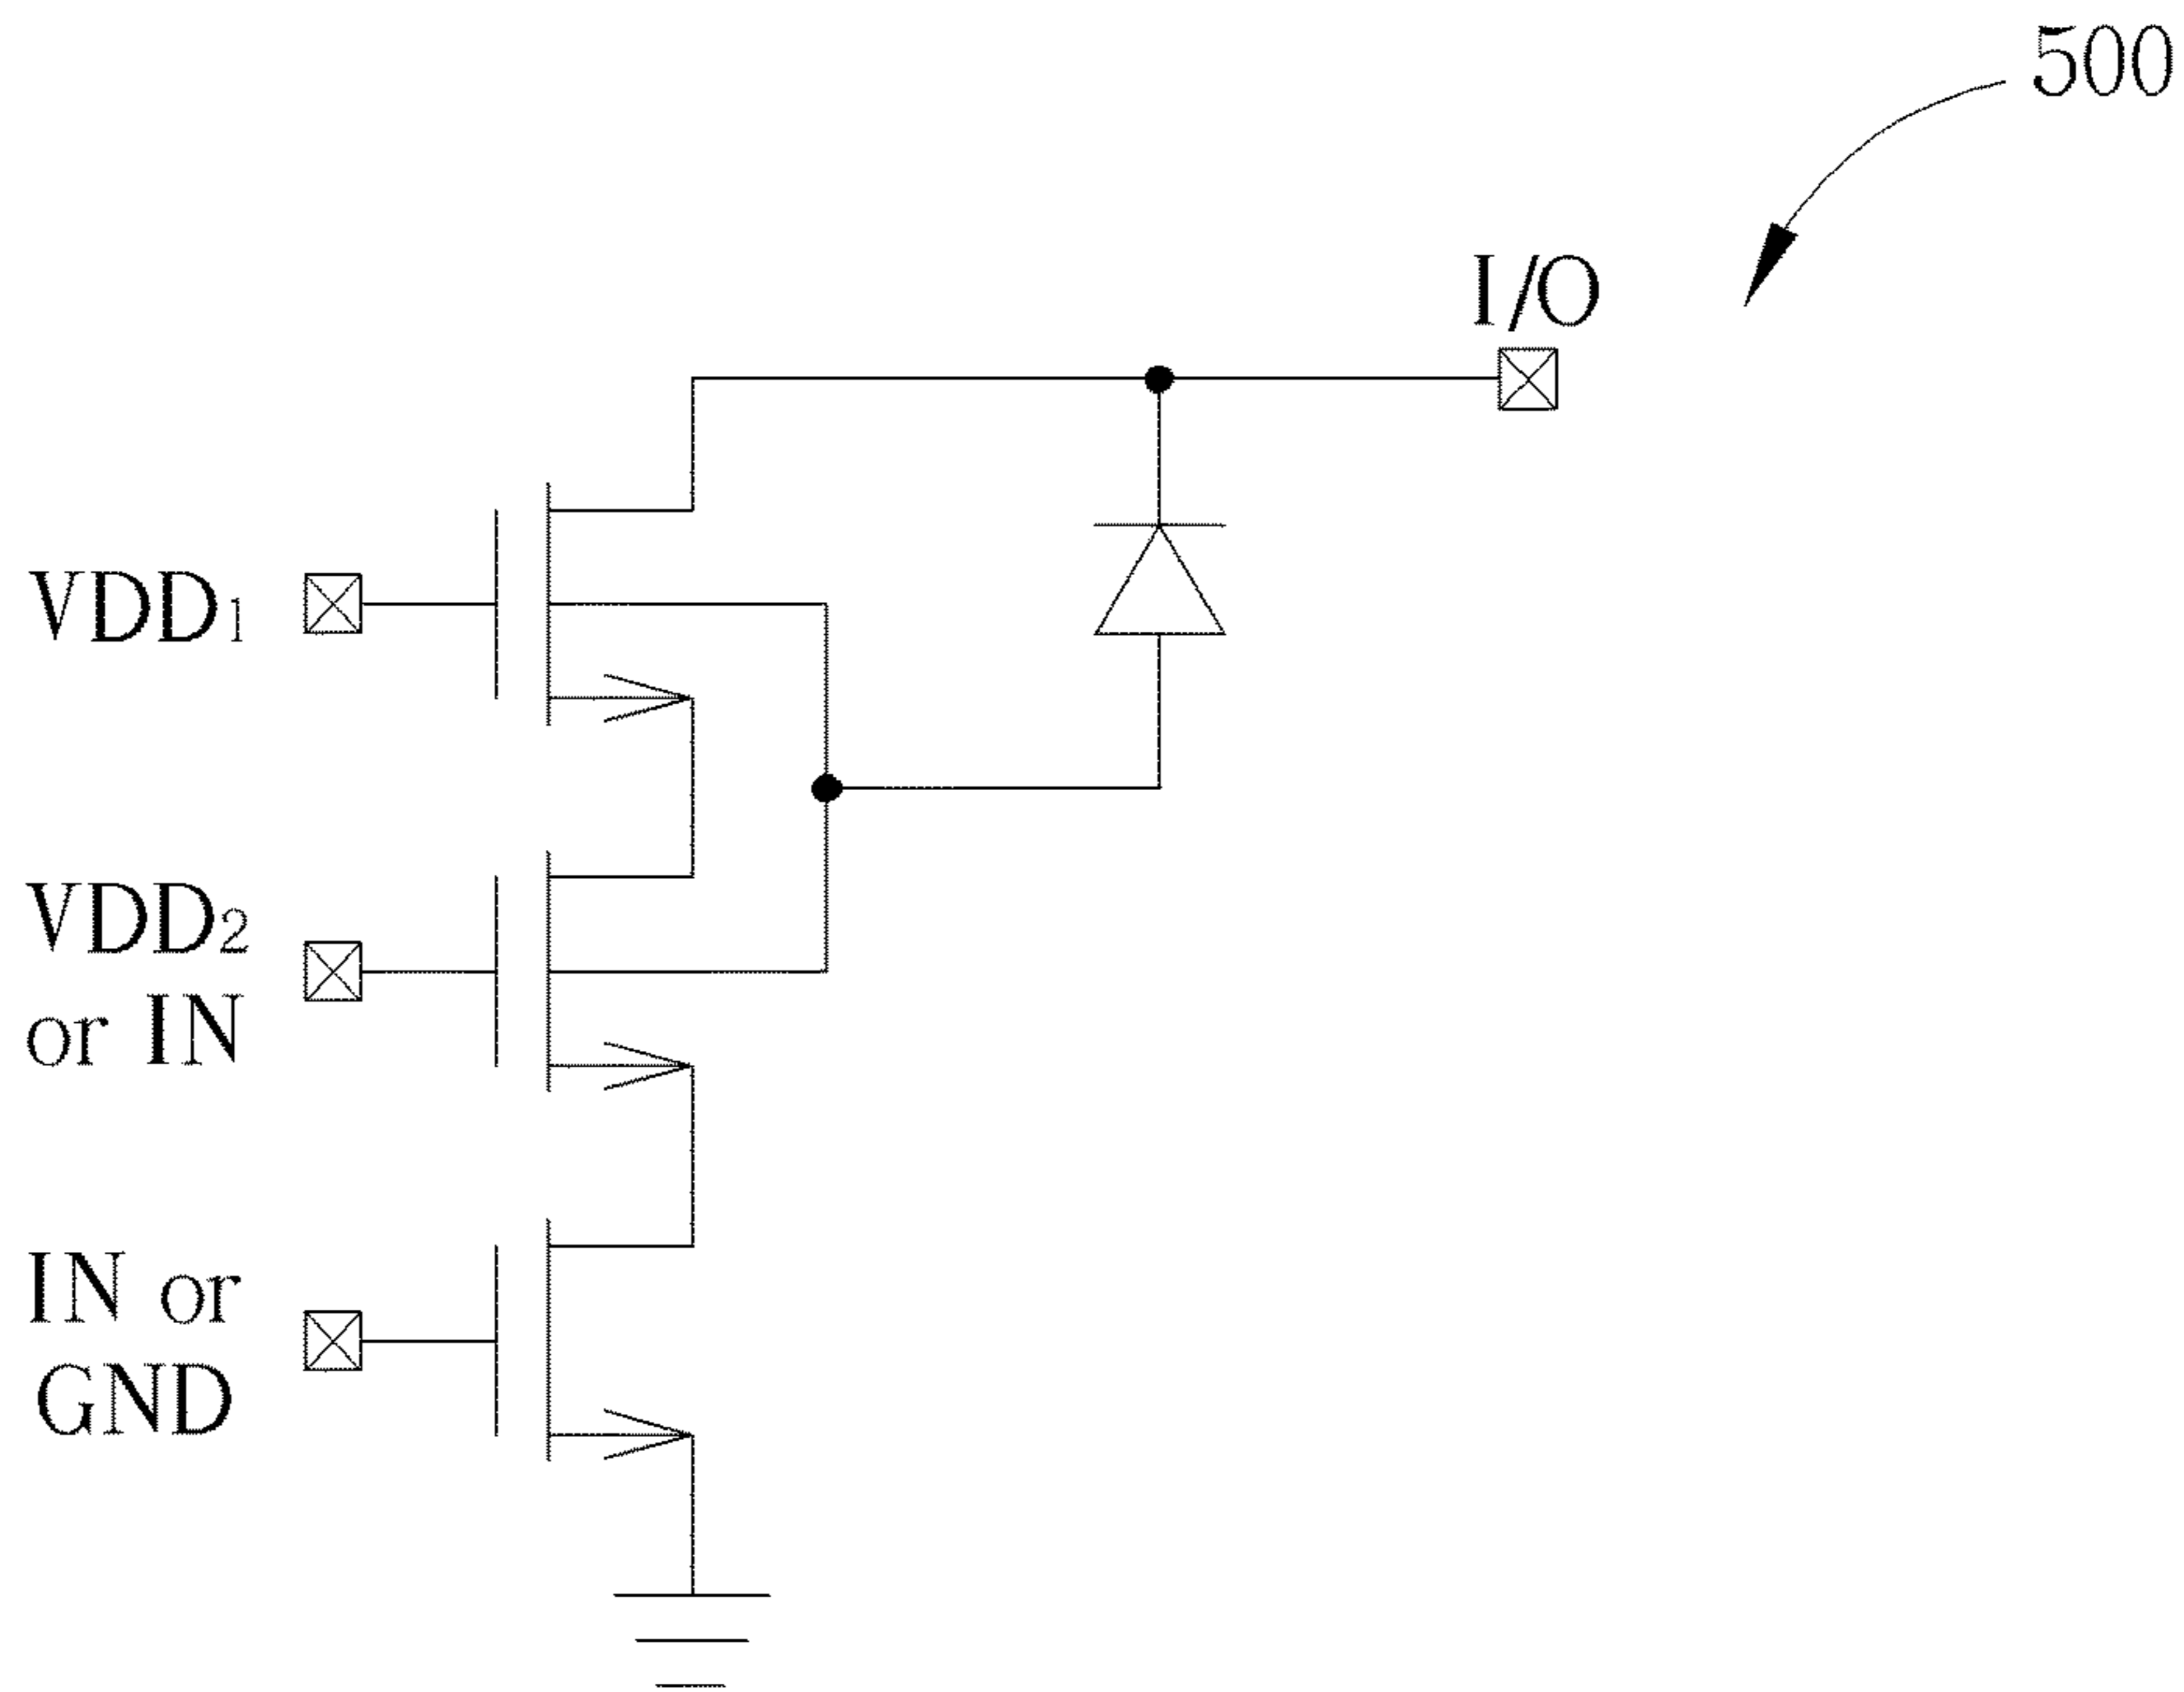 500
I/O
VDD1
VDD2
or IN
IN or
GND